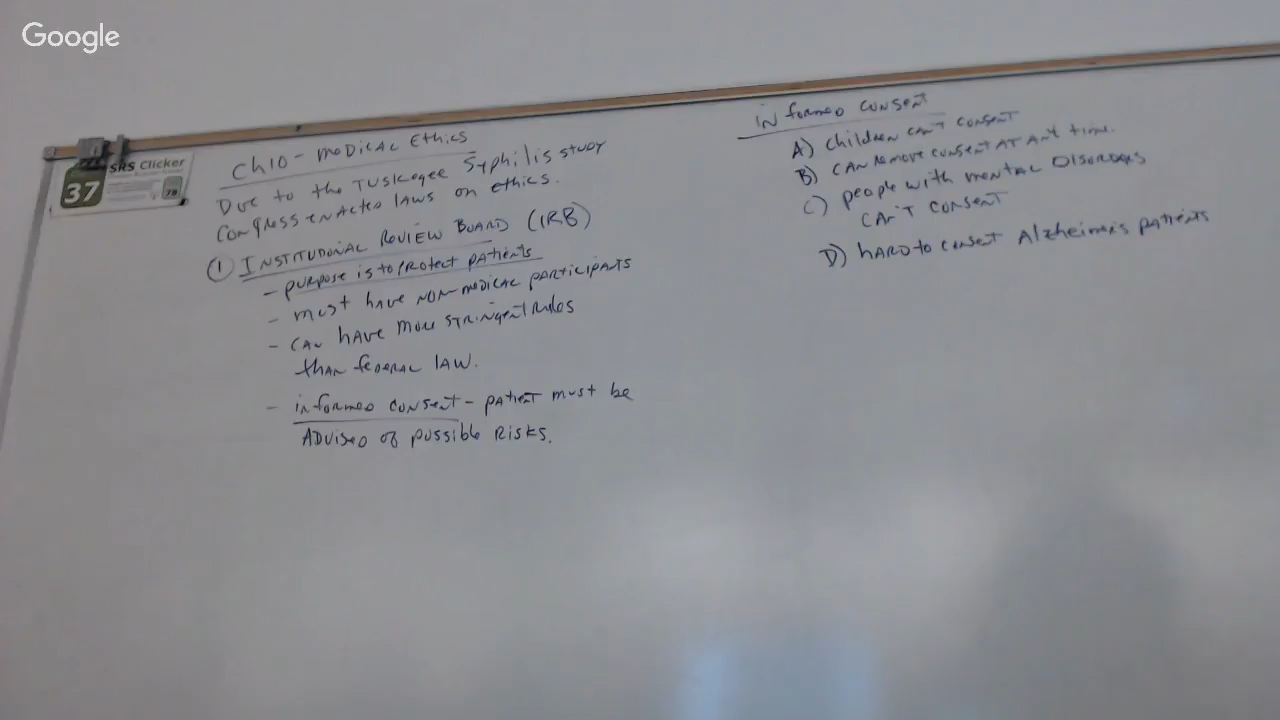 Google
SRS Clicker
37
78
Ch10 - Medical Ethics
Due to the Tuskegee Syphilis study
Congress enacted laws on ethics.
① Institutional Review Board (IRB)
- purpose is to protect patients
- must have non-medical participants
- can have more stringent rules
than federal law.
- informed consent - patient must be
Advised of possible risks.
informed consent
A) children can't consent
B) can remove consent at any time.
C) people with mental disorders
can't consent
D) hard to consent Alzheimer's patients